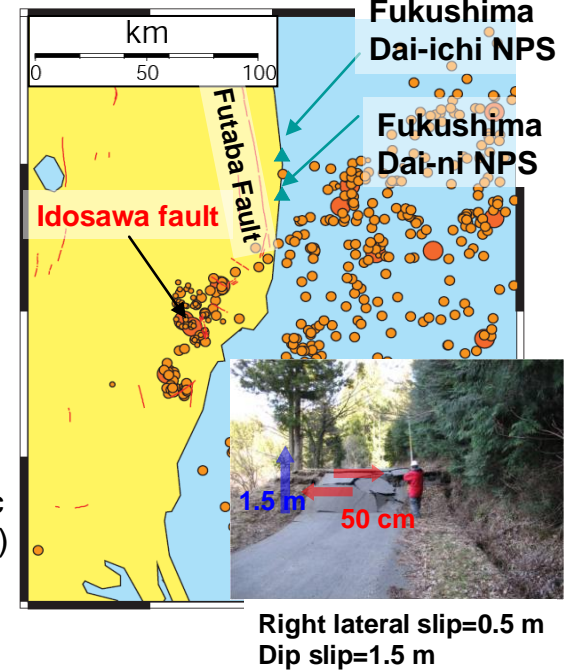 km
0 50 100
Fukushima
Dai-ichi NPS
Fukushima
Dai-ni NPS
Futaba Fault
Idosawa fault
1.5 m
50 cm
c
)
Right lateral slip=0.5 m
Dip slip=1.5 m